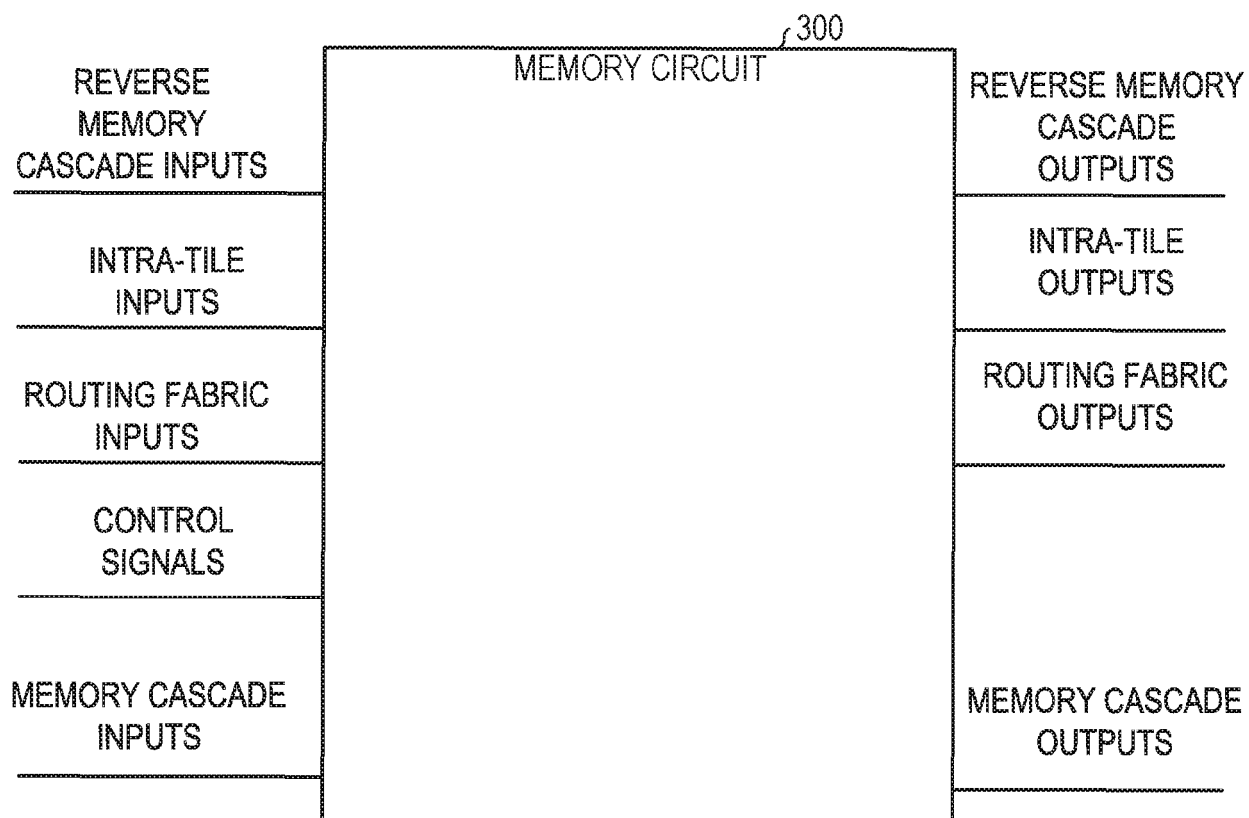 300
MEMORY CIRCUIT
REVERSE
MEMORY
CASCADE INPUTS
INTRA-TILE
INPUTS
ROUTING FABRIC
INPUTS
CONTROL
SIGNALS
MEMORY CASCADE
INPUTS
REVERSE MEMORY
CASCADE
OUTPUTS
INTRA-TILE
OUTPUTS
ROUTING FABRIC
OUTPUTS
MEMORY CASCADE
OUTPUTS